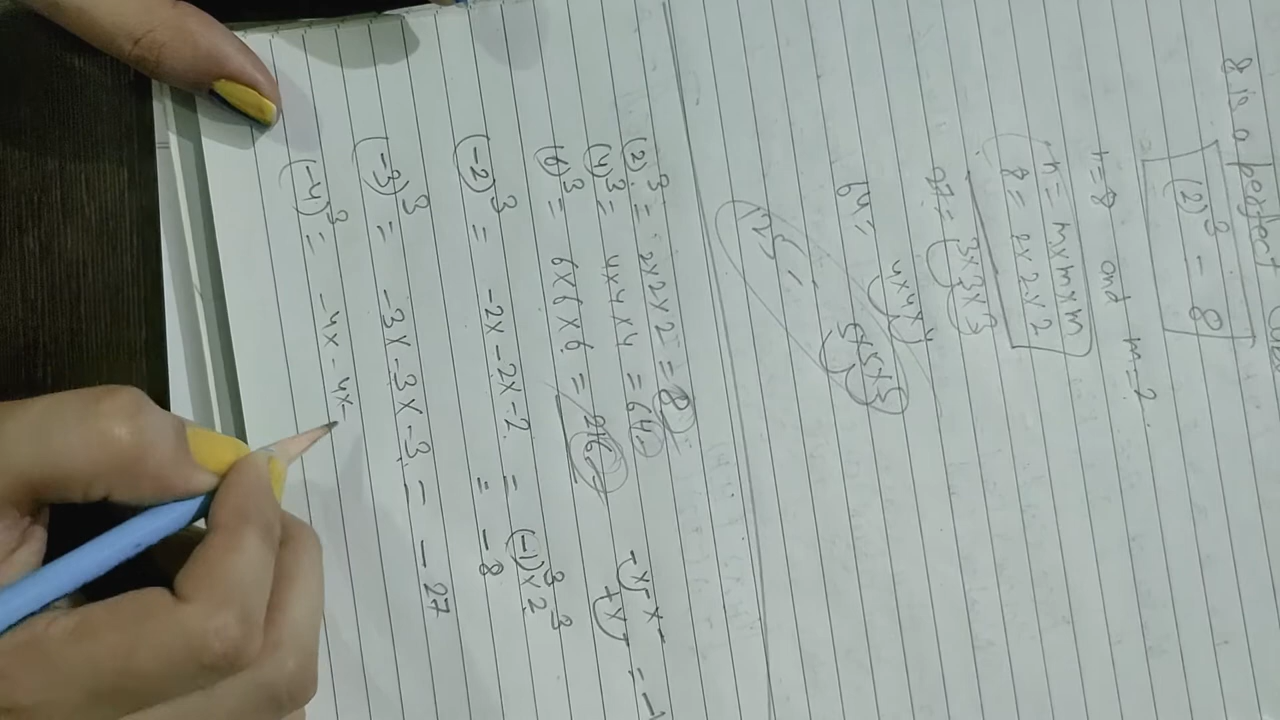 8 is a perfect
(2)³ = 8
n=8 and m=2
n = m×m×m
8 = 2×2×2
27 = 3×3×3
64 = 4×4×4
125 = 5×5×5
(2)³ = 2×2×2 = 8
(4)³ = 4×4×4 = 64
(6)³ = 6×6×6 = 216
-×-×-
+×- = -1
(-2)³ = -2×-2×-2 = (-1)³×2³
= -8
(-3)³ = -3×-3×-3 = -27
(-4)³ = -4×-4×-